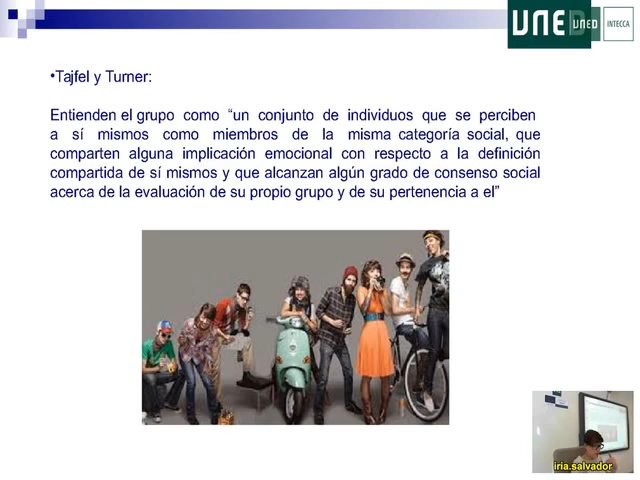 UNED
UNED
INTECCA
•Tajfel y Turner:
Entienden el grupo como “un conjunto de individuos que se perciben
a sí mismos como miembros de la misma categoría social, que
comparten alguna implicación emocional con respecto a la definición
compartida de sí mismos y que alcanzan algún grado de consenso social
acerca de la evaluación de su propio grupo y de su pertenencia a el”
iria.salvador